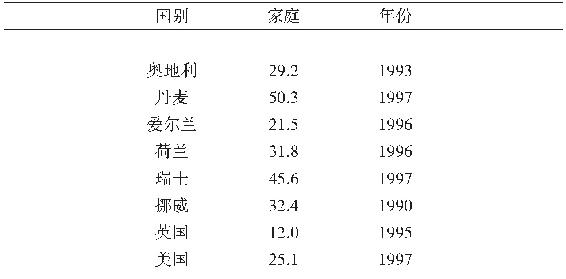 国别 家庭 年份
奥地利 29.2 1993
丹麦 50.3 1997
爱尔兰 21.5 1996
荷兰 31.8 1996
瑞士 45.6 1997
挪威 32.4 1990
英国 12.0 1995
美国 25.1 1997